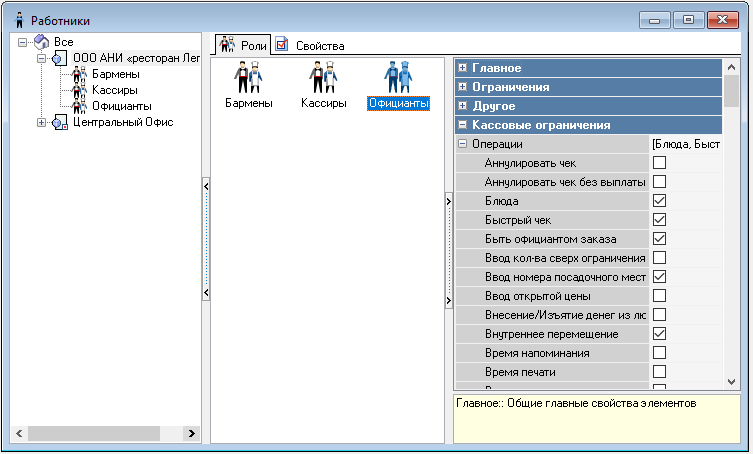 Работники
Все
ООО АНИ «ресторан Лег
Бармены
Кассиры
Официанты
Центральный Офис
Роли
Свойства
Бармены
Кассиры
Официанты
Главное
Ограничения
Другое
Кассовые ограничения
Операции [Блюда, Быст
Аннулировать чек
Аннулировать чек без выплаты
Блюда
Быстрый чек
Быть официантом заказа
Ввод кол-ва сверх ограничения
Ввод номера посадочного мест
Ввод открытой цены
Внесение/Изъятие денег из лю
Внутреннее перемещение
Время напоминания
Время печати
Главное:: Общие главные свойства элементов